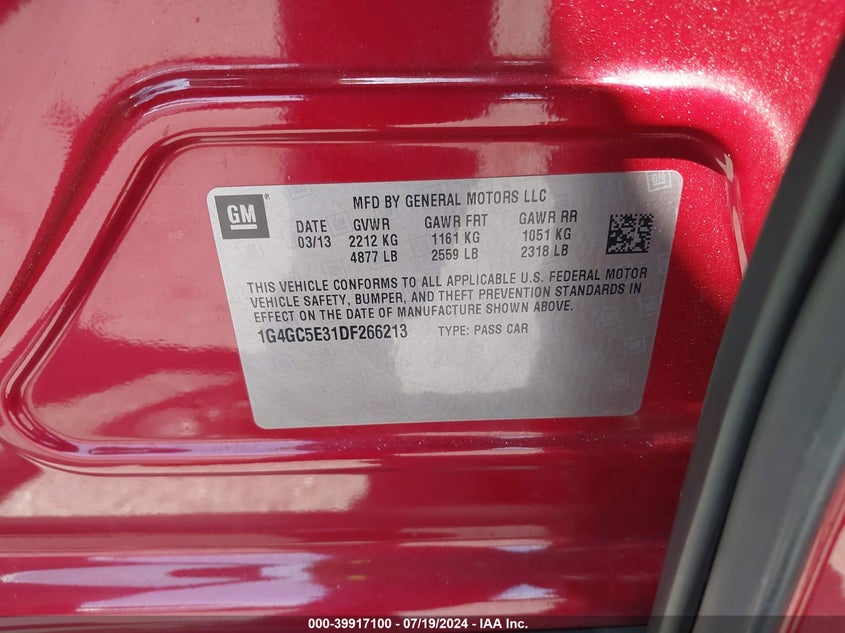 GM
MFD BY GENERAL MOTORS LLC
DATE GVWR GAWR FRT GAWR RR
03/13 2212 KG 1161 KG 1051 KG
4877 LB 2559 LB 2318 LB
THIS VEHICLE CONFORMS TO ALL APPLICABLE U.S. FEDERAL MOTOR
VEHICLE SAFETY, BUMPER, AND THEFT PREVENTION STANDARDS IN
EFFECT ON THE DATE OF MANUFACTURE SHOWN ABOVE.
1G4GC5E31DF266213 TYPE: PASS CAR
000-39917100 - 07/19/2024 - IAA Inc.